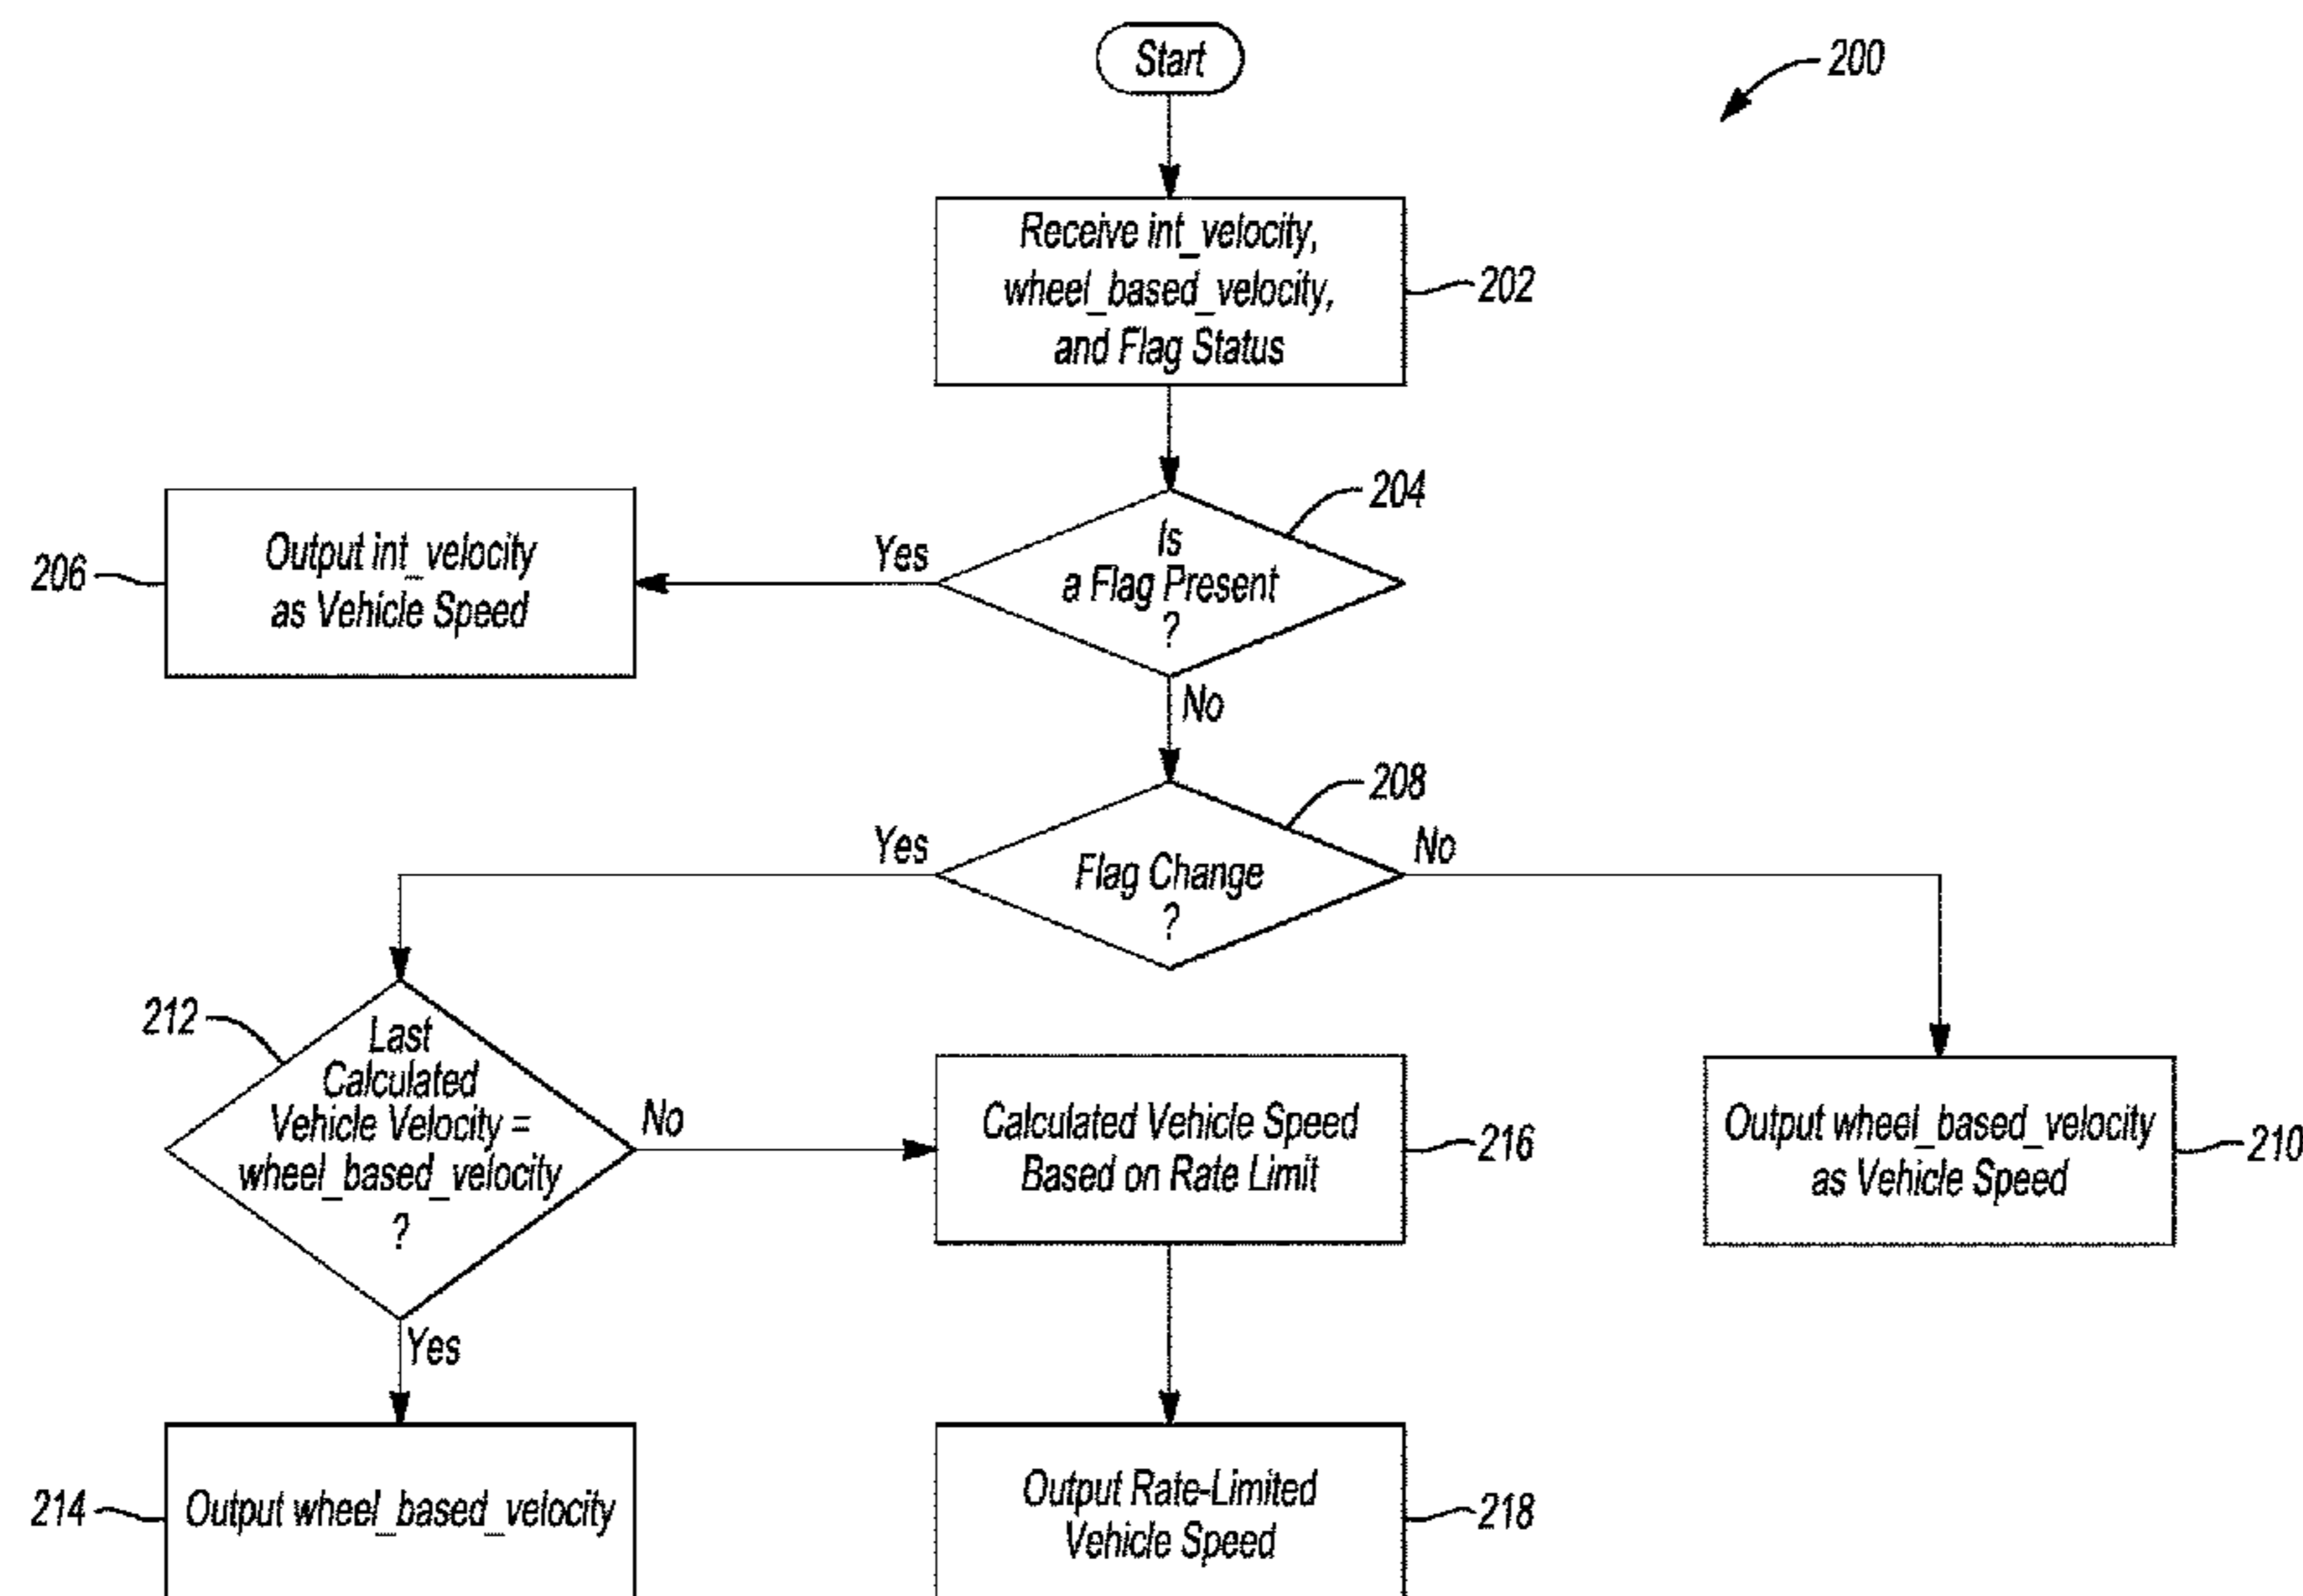 Start
200
Receive int_velocity,
wheel_based_velocity,
and Flag Status
202
204
Is
a Flag Present
?
Yes
Output int_velocity
as Vehicle Speed
206
No
208
Flag Change
?
Yes
No
212
Last
Calculated
Vehicle Velocity =
wheel_based_velocity
?
No
Calculated Vehicle Speed
Based on Rate Limit
216
Output wheel_based_velocity
as Vehicle Speed
210
Yes
214
Output wheel_based_velocity
Output Rate-Limited
Vehicle Speed
218